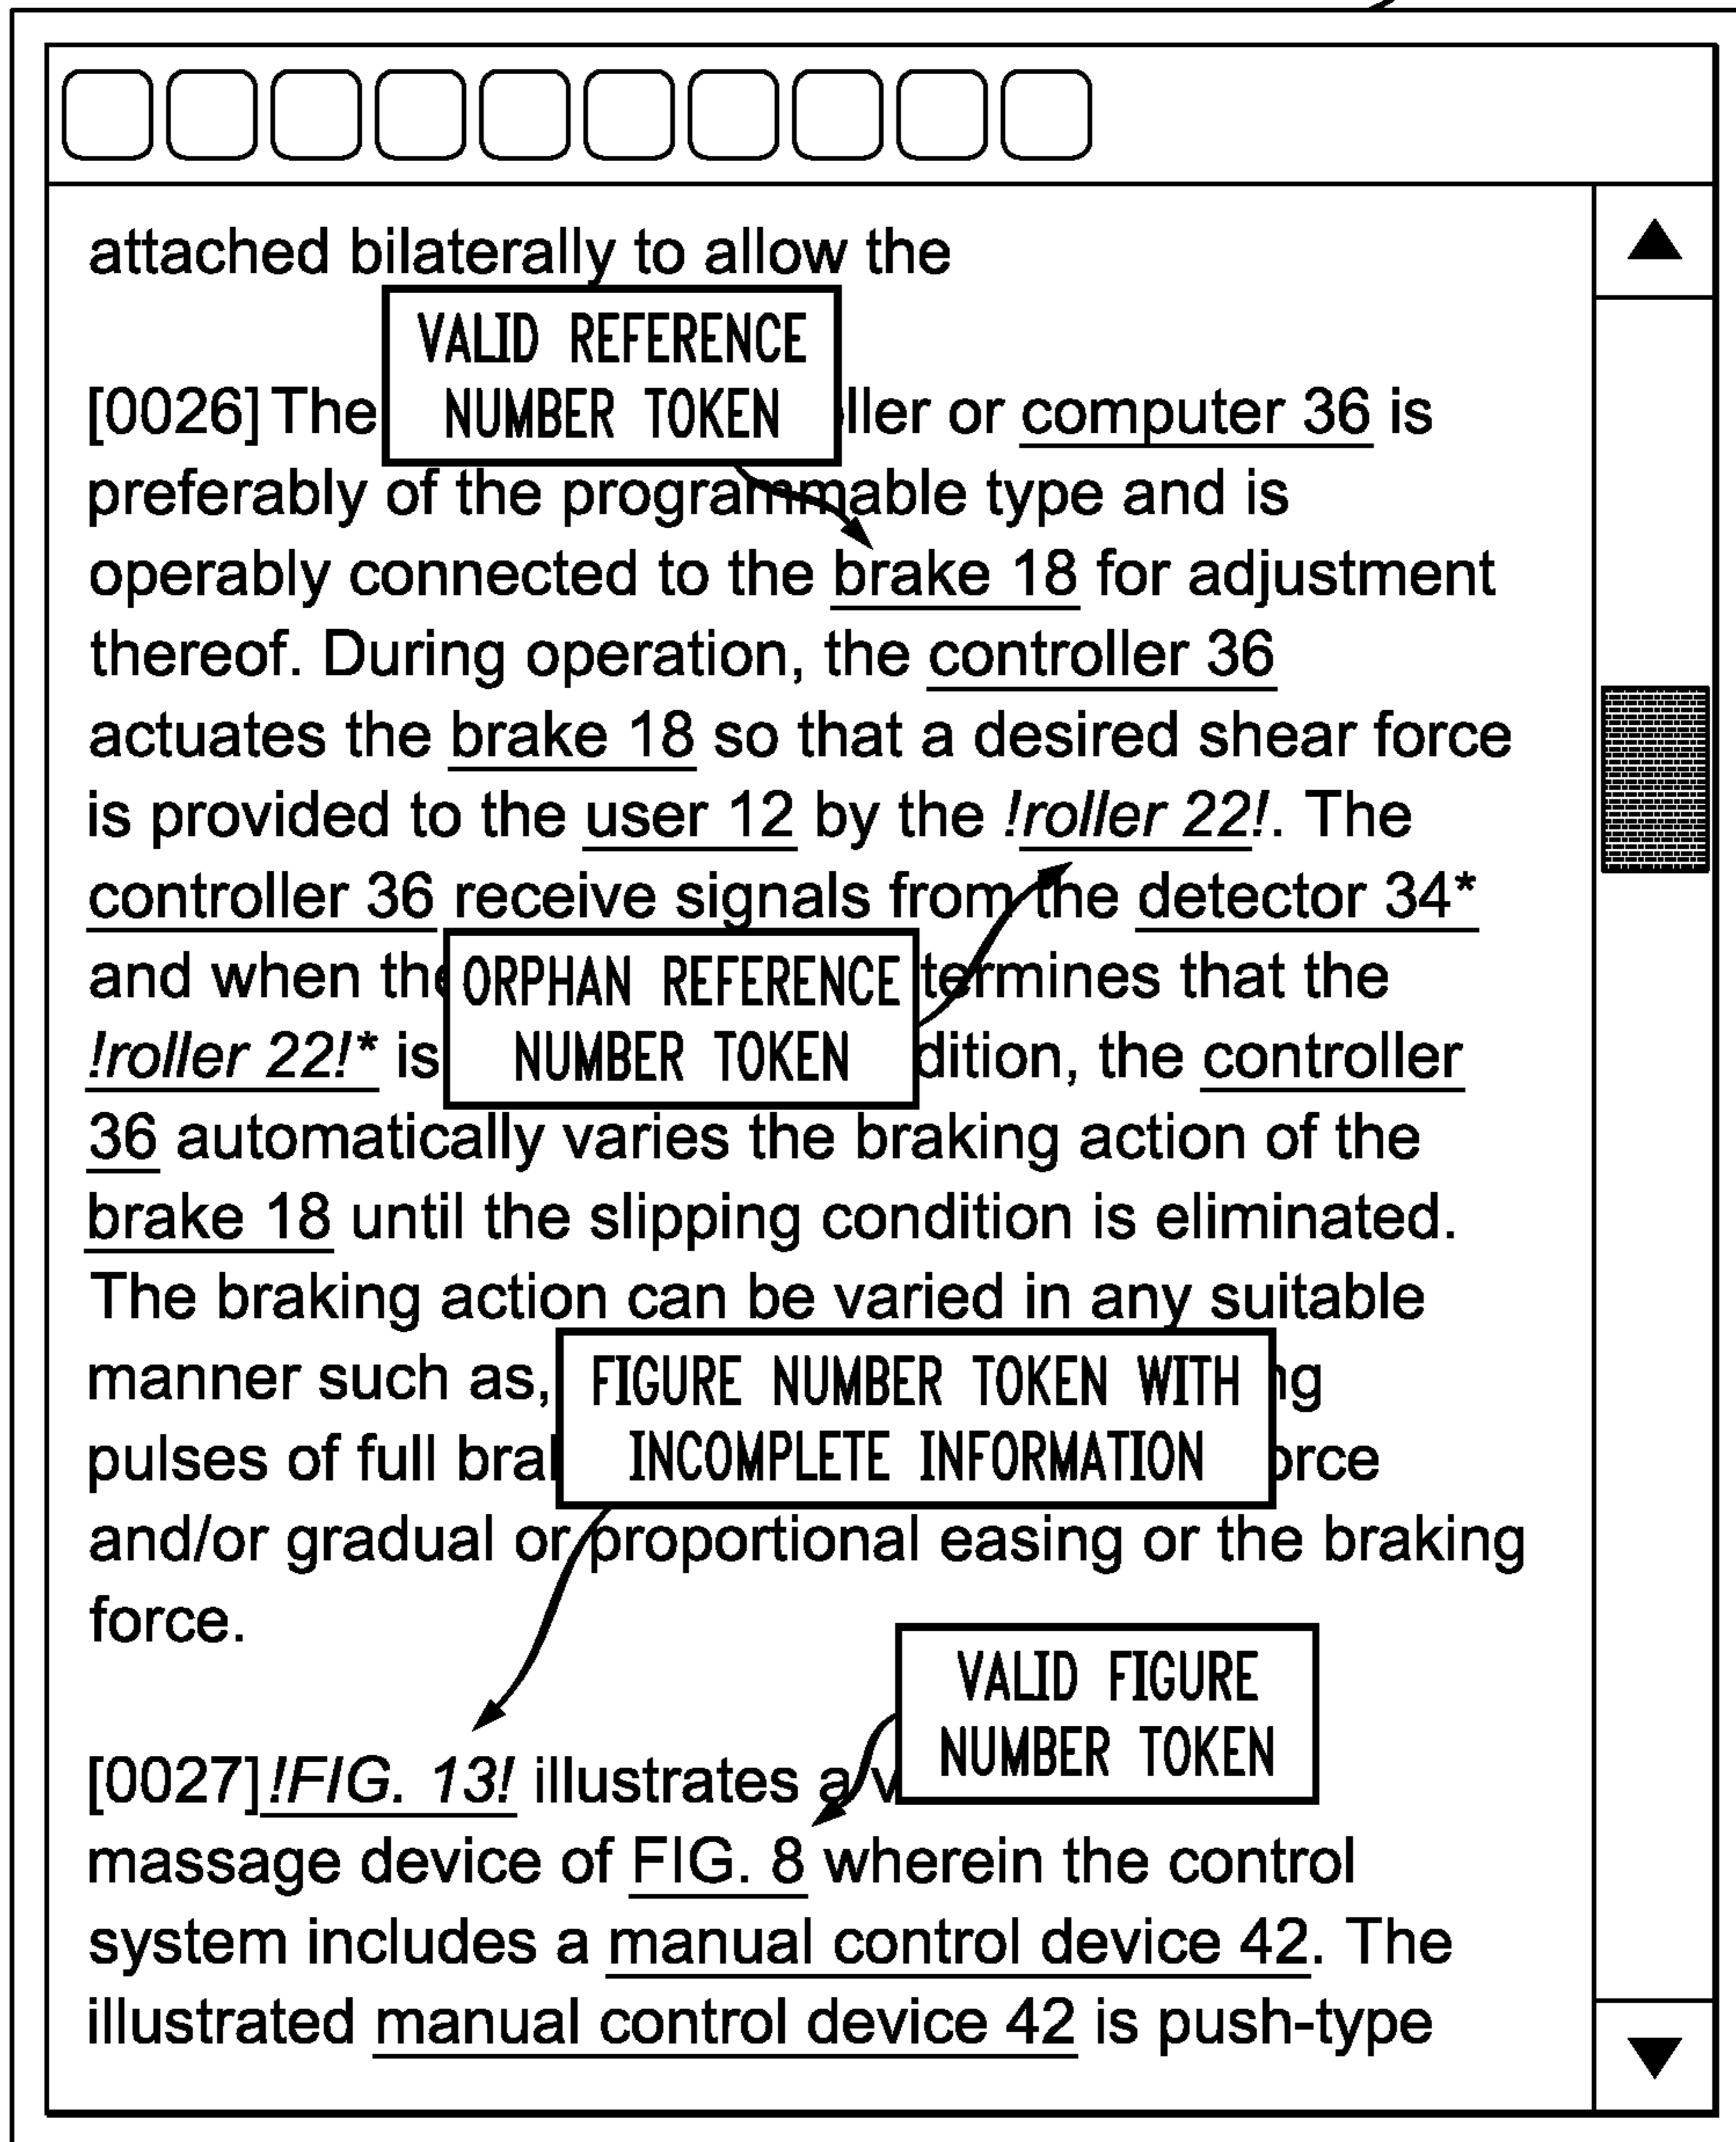 attached bilaterally to allow the
VALID REFERENCE
NUMBER TOKEN
[0026] The ller or computer 36 is
preferably of the programmable type and is
operably connected to the brake 18 for adjustment
thereof. During operation, the controller 36
actuates the brake 18 so that a desired shear force
is provided to the user 12 by the !roller 22!. The
controller 36 receive signals from the detector 34*
and when the termines that the
ORPHAN REFERENCE
NUMBER TOKEN
!roller 22!* is dition, the controller
36 automatically varies the braking action of the
brake 18 until the slipping condition is eliminated.
The braking action can be varied in any suitable
manner such as, ng
FIGURE NUMBER TOKEN WITH
INCOMPLETE INFORMATION
pulses of full bra orce
and/or gradual or proportional easing or the braking
force.
VALID FIGURE
NUMBER TOKEN
[0027] !FIG. 13! illustrates a v
massage device of FIG. 8 wherein the control
system includes a manual control device 42. The
illustrated manual control device 42 is push-type